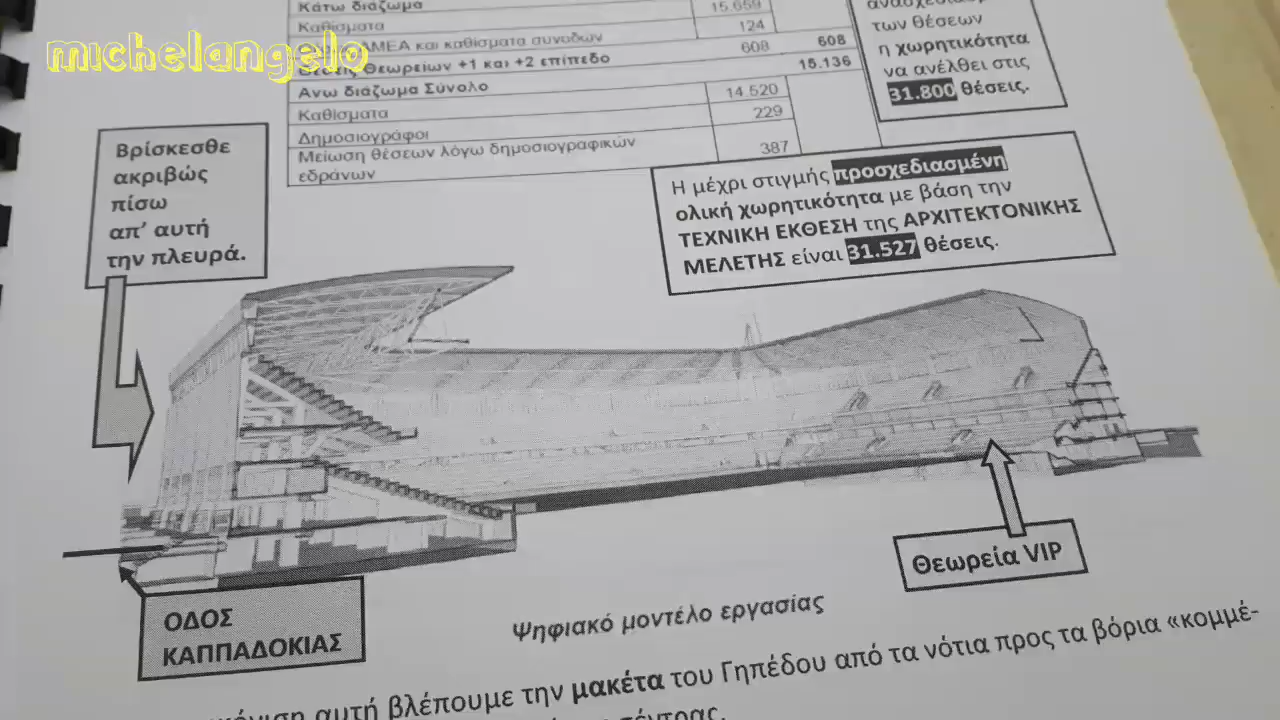 michelangelo
Κάτω διάζωμα 15.659
Καθίσματα 124
ΑΜΕΑ και καθίσματα συνοδών 608 608
Θεωρείων +1 και +2 επίπεδο 15.136
Ανω διάζωμα Σύνολο
Καθίσματα 14.520
Δημοσιογράφοι 229
Μείωση θέσεων λόγω δημοσιογραφικών 387
εδράνων
των θέσεων
η χωρητικότητα
να ανέλθει στις
31.800 θέσεις.
Βρίσκεσθε
ακριβώς
πίσω
απ’ αυτή
την πλευρά.
Η μέχρι στιγμής προσχεδιασμένη
ολική χωρητικότητα με βάση την
ΤΕΧΝΙΚΗ ΕΚΘΕΣΗ της ΑΡΧΙΤΕΚΤΟΝΙΚΗΣ
ΜΕΛΕΤΗΣ είναι 31.527 θέσεις.
Θεωρεία VIP
ΟΔΟΣ
ΚΑΠΠΑΔΟΚΙΑΣ
Ψηφιακό μοντέλο εργασίας
αυτή βλέπουμε την μακέτα του Γηπέδου από τα νότια προς τα βόρια «κομμέ-